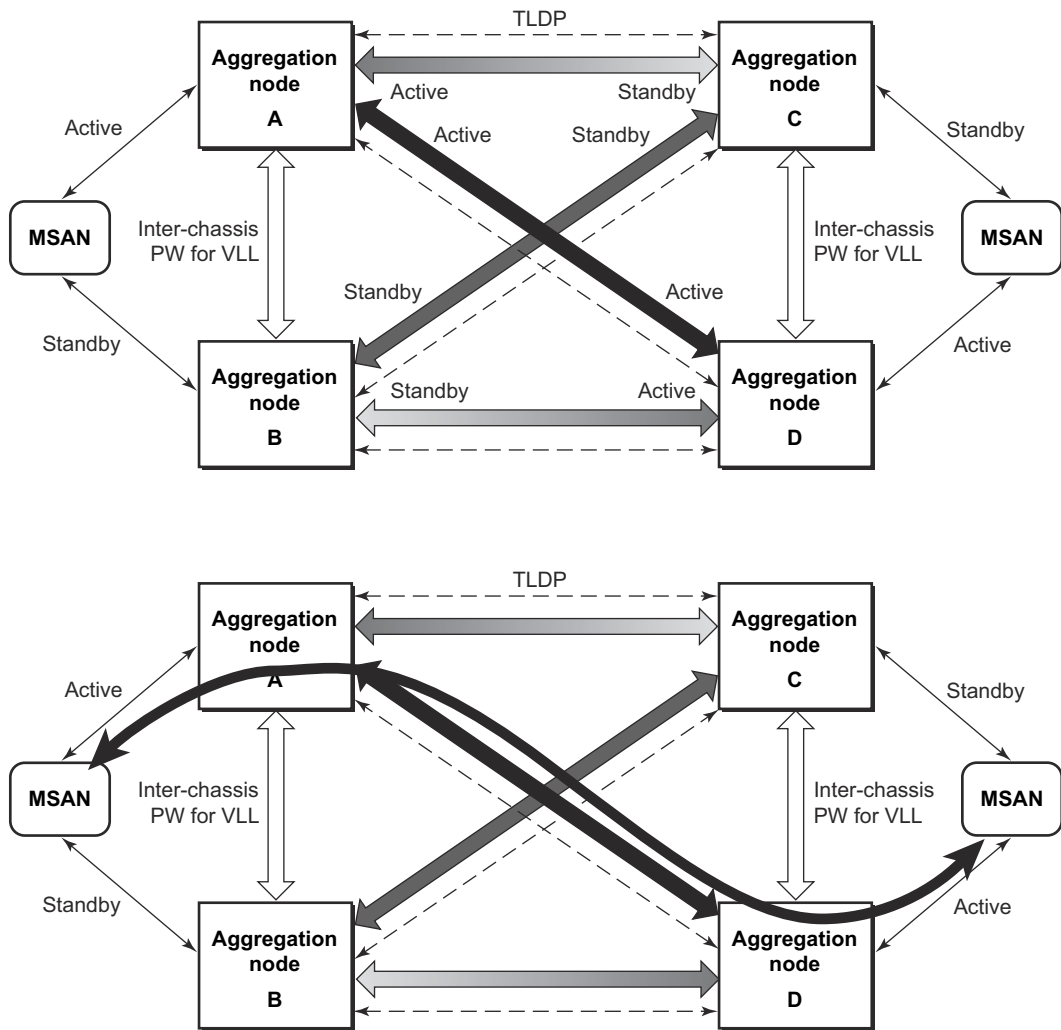 TLDP
Aggregation
node
A
Aggregation
node
C
Active
Standby
Active
Standby
Active
Standby
MSAN
Inter-chassis
PW for VLL
Inter-chassis
PW for VLL
MSAN
Standby
Active
Standby
Active
Aggregation
node
B
Standby
Active
Aggregation
node
D
TLDP
Aggregation
node
A
Aggregation
node
C
Active
Standby
MSAN
Inter-chassis
PW for VLL
Inter-chassis
PW for VLL
MSAN
Standby
Active
Aggregation
node
B
Aggregation
node
D